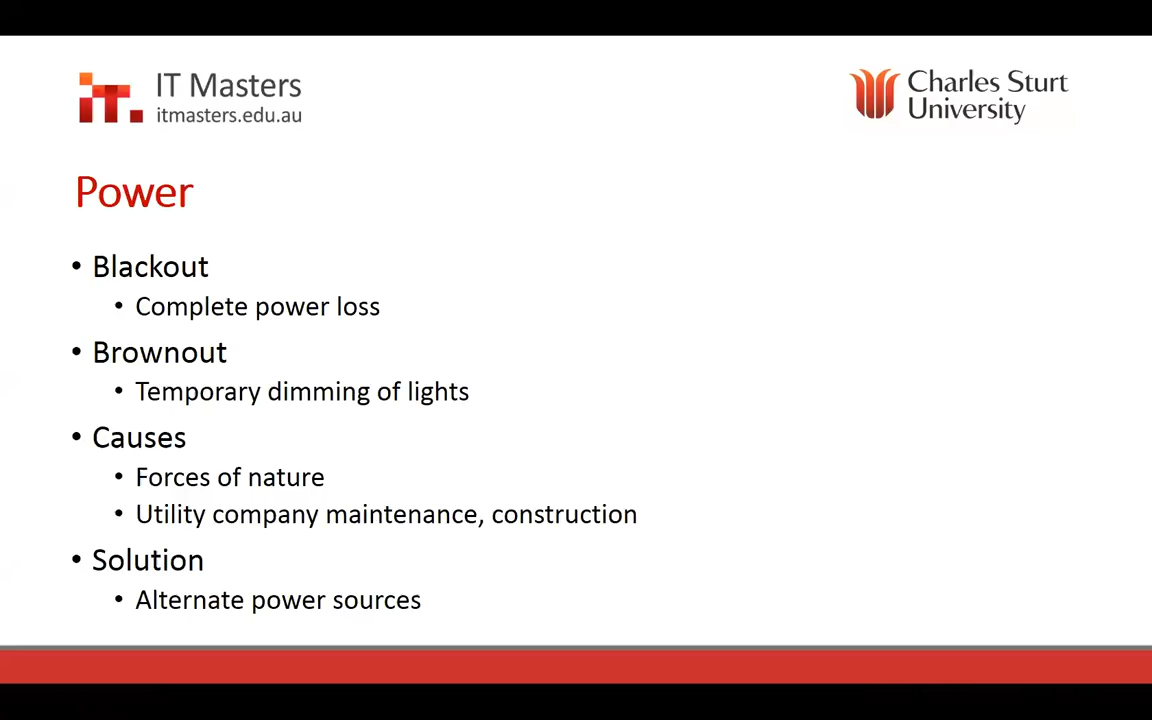 IT Masters
itmasters.edu.au
Charles Sturt
University
Power
• Blackout
• Complete power loss
• Brownout
• Temporary dimming of lights
• Causes
• Forces of nature
• Utility company maintenance, construction
• Solution
• Alternate power sources